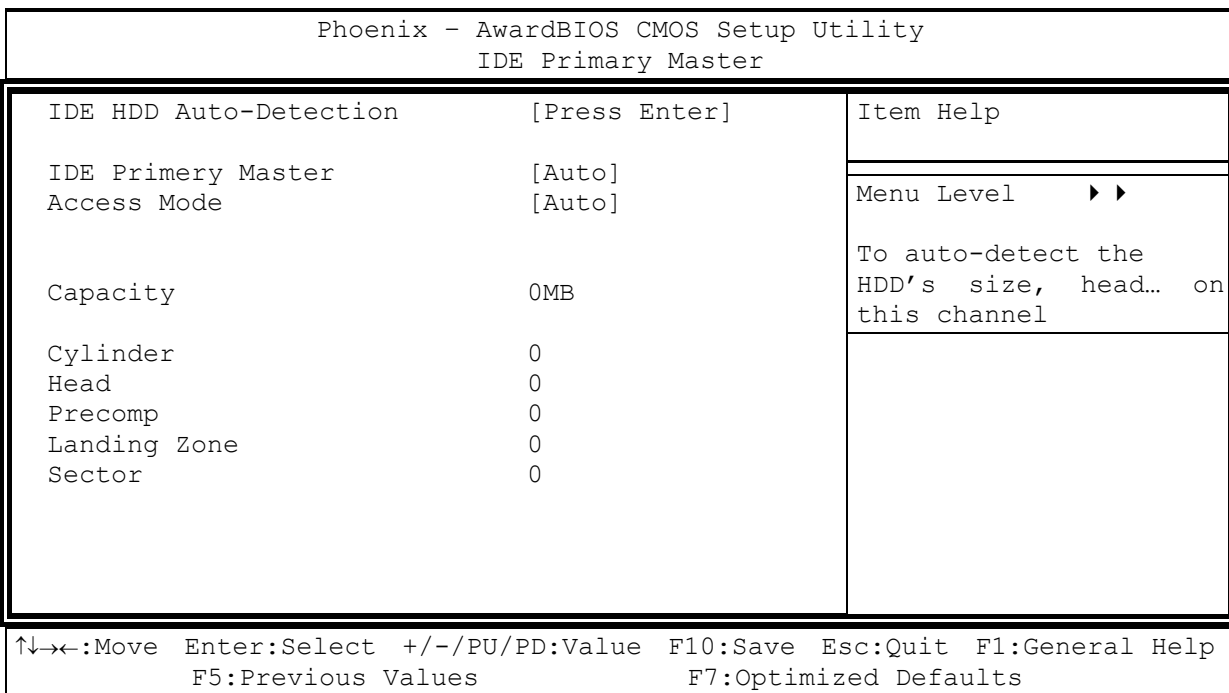 Phoenix – AwardBIOS CMOS Setup Utility
IDE Primary Master
IDE HDD Auto-Detection [Press Enter]
IDE Primery Master [Auto]
Access Mode [Auto]
Capacity 0MB
Cylinder 0
Head 0
Precomp 0
Landing Zone 0
Sector 0
Item Help
Menu Level
To auto-detect the
HDD’s size, head… on
this channel
↑↓→←:Move Enter:Select +/-/PU/PD:Value F10:Save Esc:Quit F1:General Help
F5:Previous Values F7:Optimized Defaults